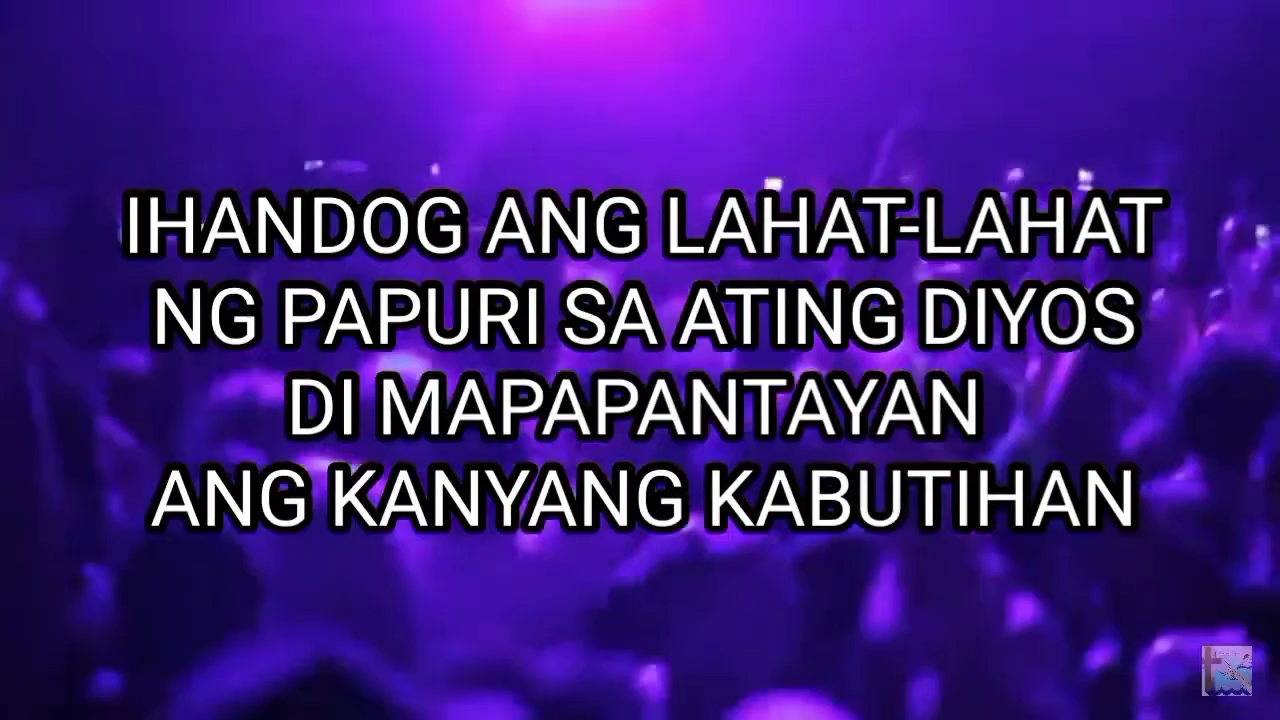 IHANDOG ANG LAHAT-LAHAT
NG PAPURI SA ATING DIYOS
DI MAPAPANTAYAN
ANG KANYANG KABUTIHAN